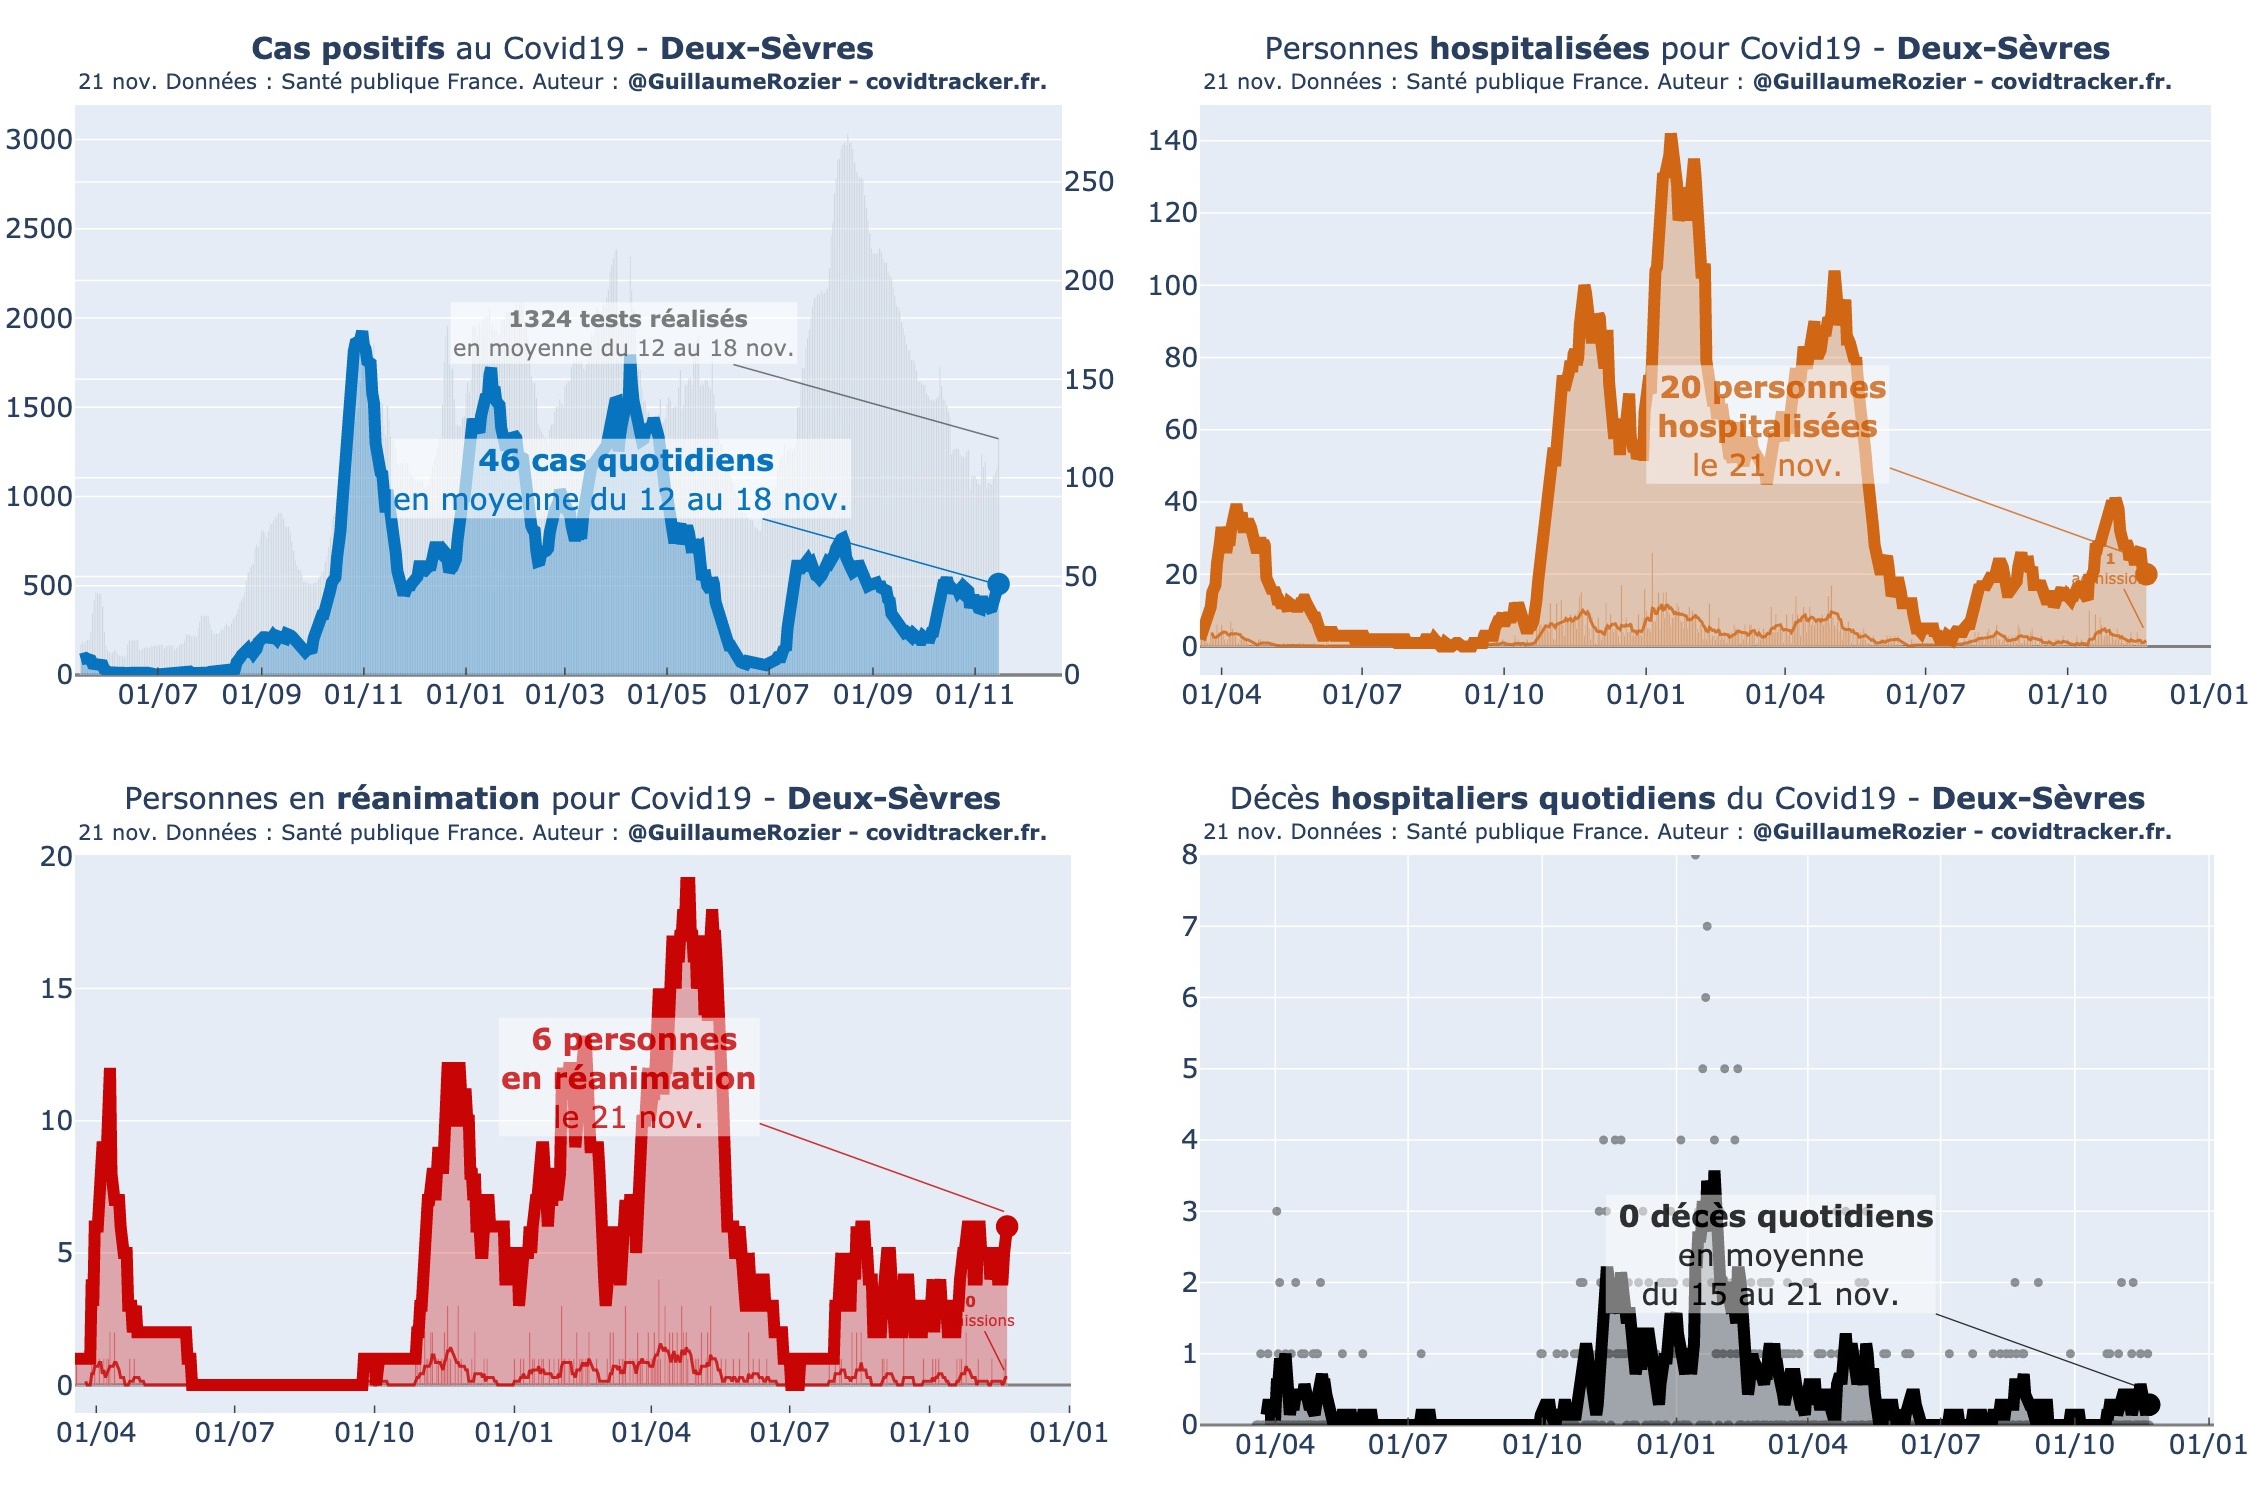 Cas positifs au Covid19 - Deux-Sèvres
21 nov. Données : Santé publique France. Auteur : @GuillaumeRozier - covidtracker.fr.
3000
2500
2000
1500
1000
500
0
250
200
150
100
50
0
1324 tests réalisés
en moyenne du 12 au 18 nov.
46 cas quotidiens
en moyenne du 12 au 18 nov.
01/07 01/09 01/11 01/01 01/03 01/05 01/07 01/09 01/11
Personnes hospitalisées pour Covid19 - Deux-Sèvres
21 nov. Données : Santé publique France. Auteur : @GuillaumeRozier - covidtracker.fr.
140
120
100
80
60
40
20
0
20 personnes
hospitalisées
le 21 nov.
1
01/04 01/07 01/10 01/01 01/04 01/07 01/10 01/01
Personnes en réanimation pour Covid19 - Deux-Sèvres
21 nov. Données : Santé publique France. Auteur : @GuillaumeRozier - covidtracker.fr.
20
15
10
5
0
6 personnes
en réanimation
le 21 nov.
0
01/04 01/07 01/10 01/01 01/04 01/07 01/10 01/01
Décès hospitaliers quotidiens du Covid19 - Deux-Sèvres
21 nov. Données : Santé publique France. Auteur : @GuillaumeRozier - covidtracker.fr.
8
7
6
5
4
3
2
1
0
0 décès quotidiens
en moyenne
du 15 au 21 nov.
01/04 01/07 01/10 01/01 01/04 01/07 01/10 01/01